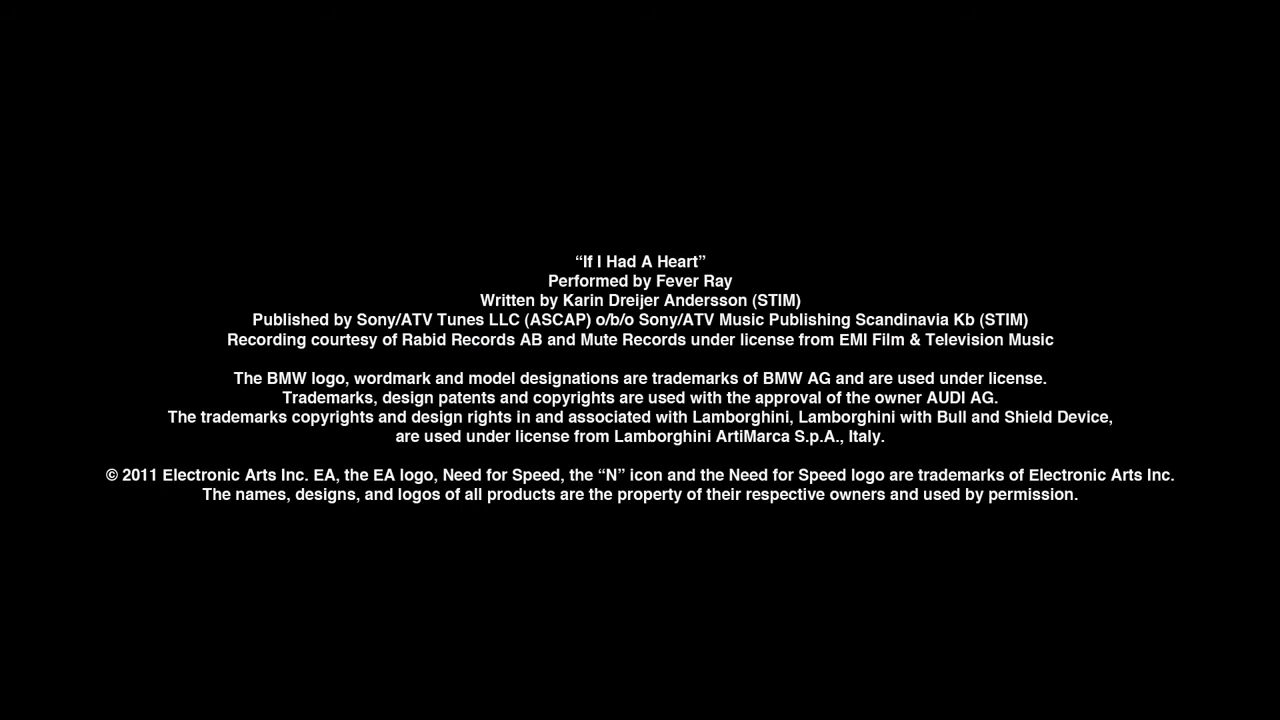 “If I Had A Heart”
Performed by Fever Ray
Written by Karin Dreijer Andersson (STIM)
Published by Sony/ATV Tunes LLC (ASCAP) o/b/o Sony/ATV Music Publishing Scandinavia Kb (STIM)
Recording courtesy of Rabid Records AB and Mute Records under license from EMI Film & Television Music
The BMW logo, wordmark and model designations are trademarks of BMW AG and are used under license.
Trademarks, design patents and copyrights are used with the approval of the owner AUDI AG.
The trademarks copyrights and design rights in and associated with Lamborghini, Lamborghini with Bull and Shield Device,
are used under license from Lamborghini ArtiMarca S.p.A., Italy.
© 2011 Electronic Arts Inc. EA, the EA logo, Need for Speed, the “N” icon and the Need for Speed logo are trademarks of Electronic Arts Inc.
The names, designs, and logos of all products are the property of their respective owners and used by permission.